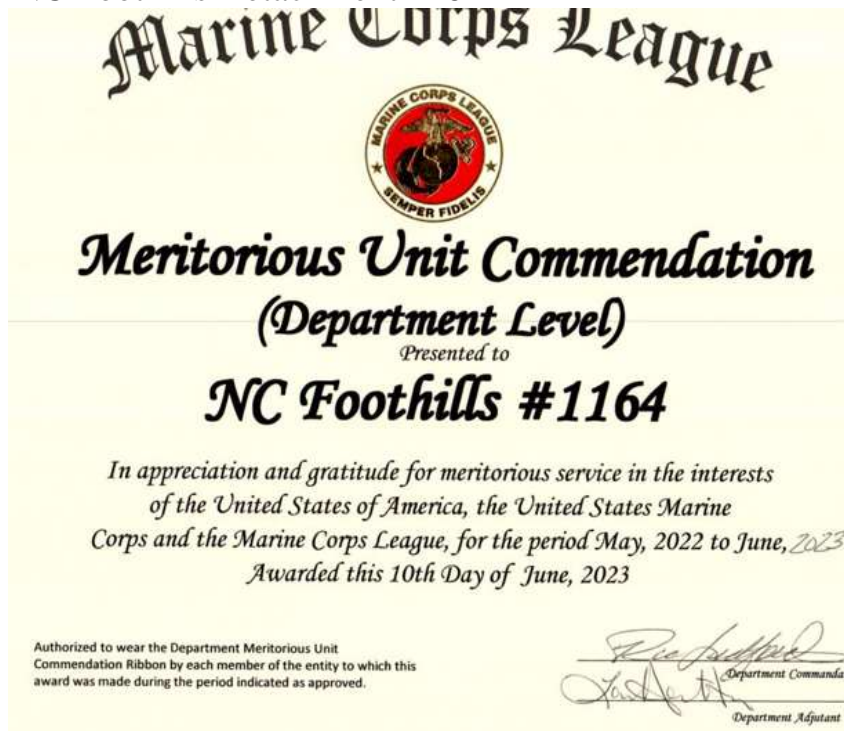 Marine Corps League
MARINE CORPS LEAGUE
SEMPER FIDELIS
Meritorious Unit Commendation
(Department Level)
Presented to
NC Foothills #1164
In appreciation and gratitude for meritorious service in the interests
of the United States of America, the United States Marine
Corps and the Marine Corps League, for the period May, 2022 to June, 2023
Awarded this 10th Day of June, 2023
Authorized to wear the Department Meritorious Unit
Commendation Ribbon by each member of the entity to which this
award was made during the period indicated as approved.
Department Commanda
Department Adjutant